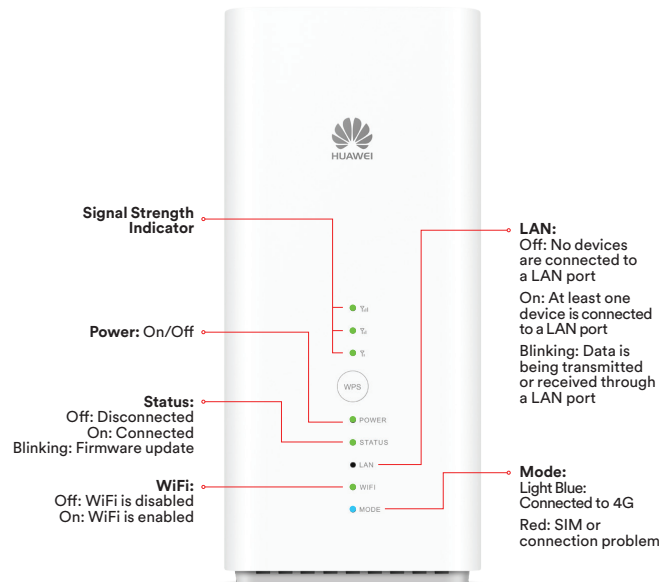 HUAWEI
Signal Strength
Indicator
Power: On/Off
Status:
Off: Disconnected
On: Connected
Blinking: Firmware update
WiFi:
Off: WiFi is disabled
On: WiFi is enabled
WPS
POWER
STATUS
LAN
WIFI
MODE
LAN:
Off: No devices
are connected to
a LAN port
On: At least one
device is connected
to a LAN port
Blinking: Data is
being transmitted
or received through
a LAN port
Mode:
Light Blue:
Connected to 4G
Red: SIM or
connection problem